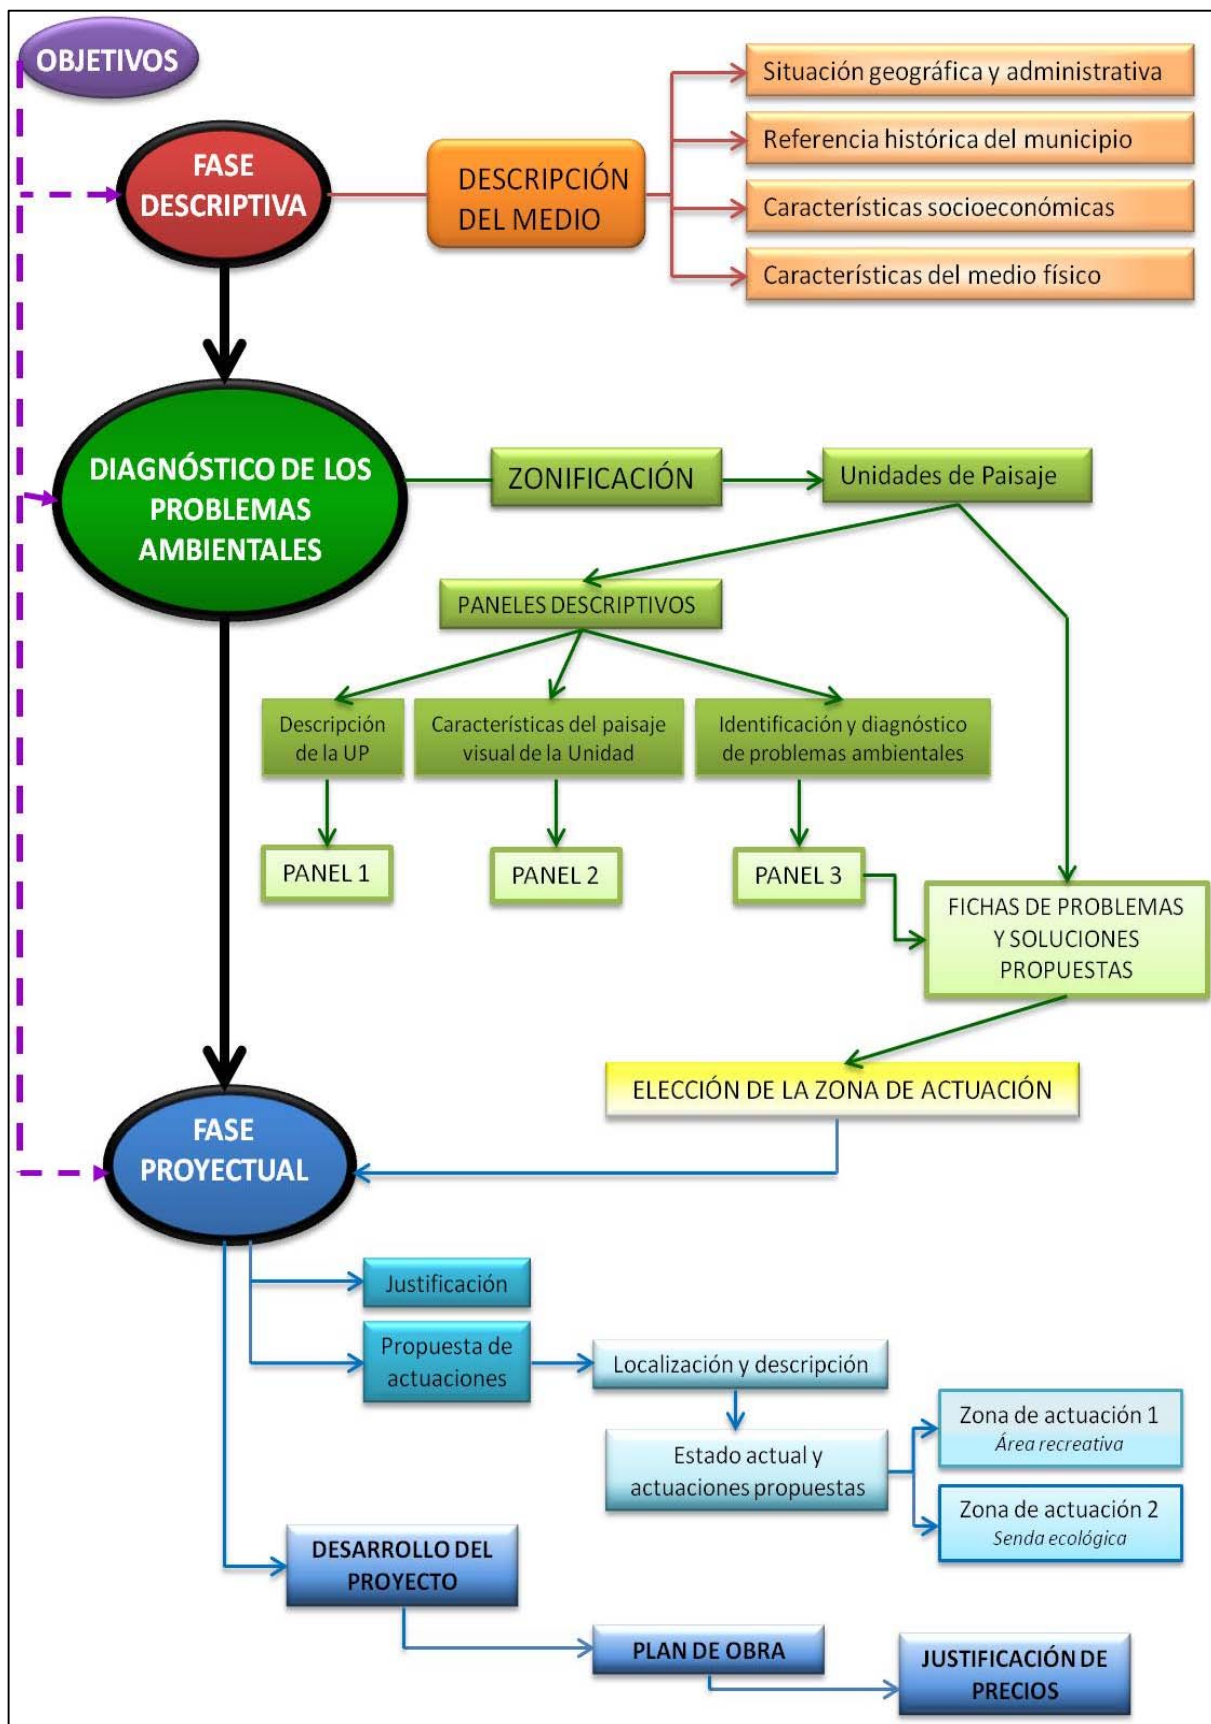 OBJETIVOS
FASE
DESCRIPTIVA
DESCRIPCIÓN
DEL MEDIO
Situación geográfica y administrativa
Referencia histórica del municipio
Características socioeconómicas
Características del medio físico
DIAGNÓSTICO DE LOS
PROBLEMAS
AMBIENTALES
ZONIFICACIÓN
Unidades de Paisaje
PANELES DESCRIPTIVOS
Descripción
de la UP
Características del paisaje
visual de la Unidad
Identificación y diagnóstico
de problemas ambientales
PANEL 1
PANEL 2
PANEL 3
FICHAS DE PROBLEMAS
Y SOLUCIONES
PROPUESTAS
ELECCIÓN DE LA ZONA DE ACTUACIÓN
FASE
PROYECTUAL
Justificación
Propuesta de
actuaciones
Localización y descripción
Estado actual y
actuaciones propuestas
Zona de actuación 1
Área recreativa
Zona de actuación 2
Senda ecológica
DESARROLLO DEL
PROYECTO
PLAN DE OBRA
JUSTIFICACIÓN DE
PRECIOS